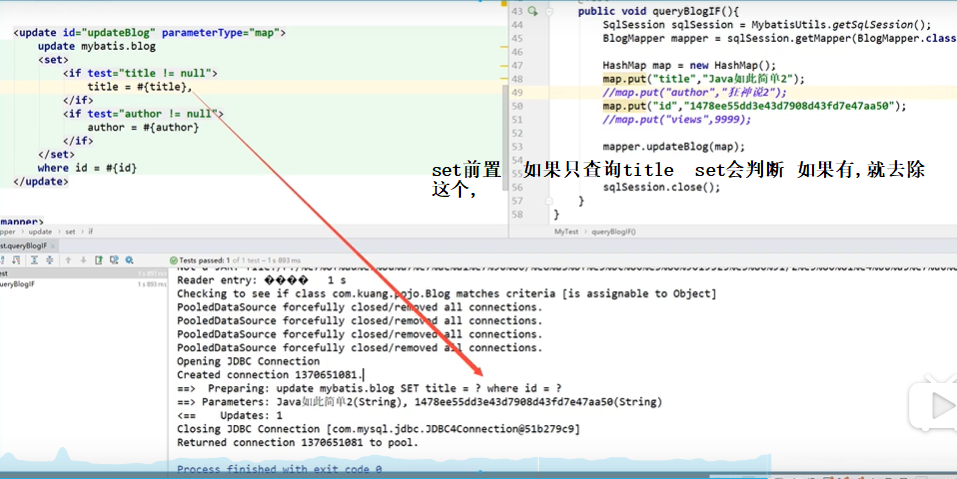 <update id="updateBlog" parameterType="map">
update mybatis.blog
<set>
<if test="title != null">
title = #{title},
</if>
<if test="author != null">
author = #{author}
</if>
</set>
where id = #{id}
</update>
mapper>
pper › update › set › if
43 public void queryBlogIF(){
44 SqlSession sqlSession = MybatisUtils.getSqlSession();
45 BlogMapper mapper = sqlSession.getMapper(BlogMapper.class
46
47 HashMap map = new HashMap();
48 map.put("title","Java如此简单2");
49 //map.put("author","狂神说2");
50 map.put("id","1478ee55dd3e43d7908d43fd7e47aa50");
51 //map.put("views",9999);
52
53 mapper.updateBlog(map);
set前置 如果只查询title set会判断 如果有,就去除
这个,
56 sqlSession.close();
57 }
58 }
MyTest › queryBlogIF()
st.queryBlogIF ×
Tests passed: 1 of 1 test – 1 s 893 ms
est 1 s 893 ms
ueryBlogIF 1 s 893 ms
Reader entry: ���� 1 s
Checking to see if class com.kuang.pojo.Blog matches criteria [is assignable to Object]
PooledDataSource forcefully closed/removed all connections.
PooledDataSource forcefully closed/removed all connections.
PooledDataSource forcefully closed/removed all connections.
PooledDataSource forcefully closed/removed all connections.
Opening JDBC Connection
Created connection 1370651081.
==> Preparing: update mybatis.blog SET title = ? where id = ?
==> Parameters: Java如此简单2(String), 1478ee55dd3e43d7908d43fd7e47aa50(String)
<== Updates: 1
Closing JDBC Connection [com.mysql.jdbc.JDBC4Connection@51b279c9]
Returned connection 1370651081 to pool.
Process finished with exit code 0